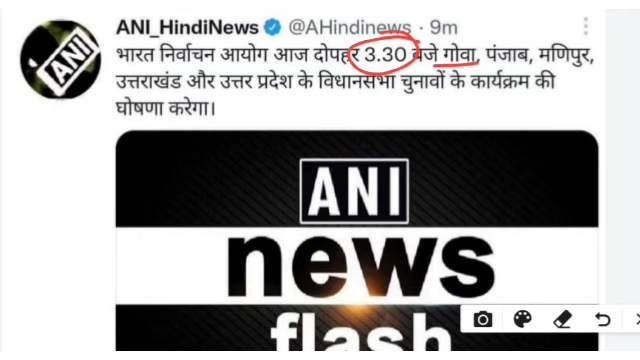 ANI_HindiNews @AHindinews · 9m
भारत निर्वाचन आयोग आज दोपहर 3.30 बजे गोवा, पंजाब, मणिपुर,
उत्तराखंड और उत्तर प्रदेश के विधानसभा चुनावों के कार्यक्रम की
घोषणा करेगा।
ANI
ANI
news
flash